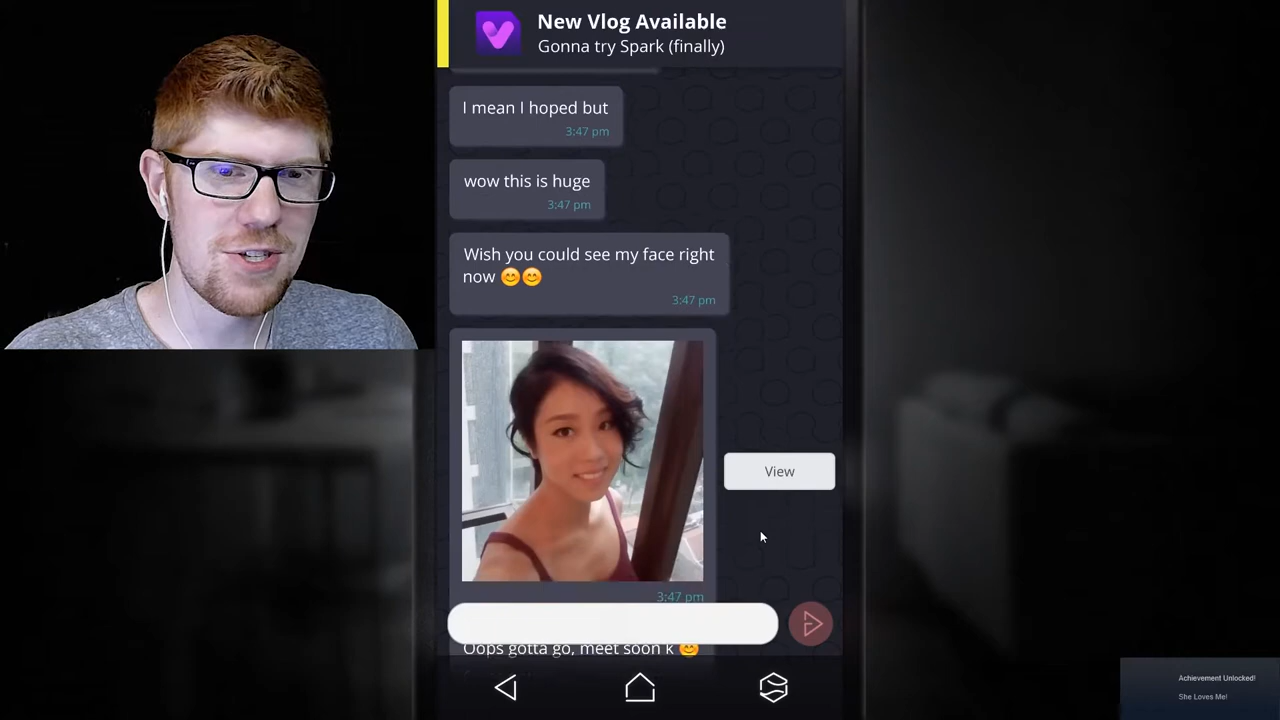 New Vlog Available
Gonna try Spark (finally)
I mean I hoped but
3:47 pm
wow this is huge
3:47 pm
Wish you could see my face right
now 😊😊
3:47 pm
View
3:47 pm
Oops gotta go, meet soon k 😊
Achievement Unlocked!
She Loves Me!